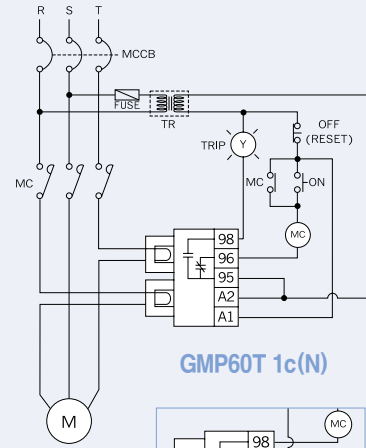 R S T
MCCB
FUSE
TR
OFF
(RESET)
TRIP Y
MC
MC ON
MC
98
96
95
A2
A1
GMP60T 1c(N)
M
MC
98